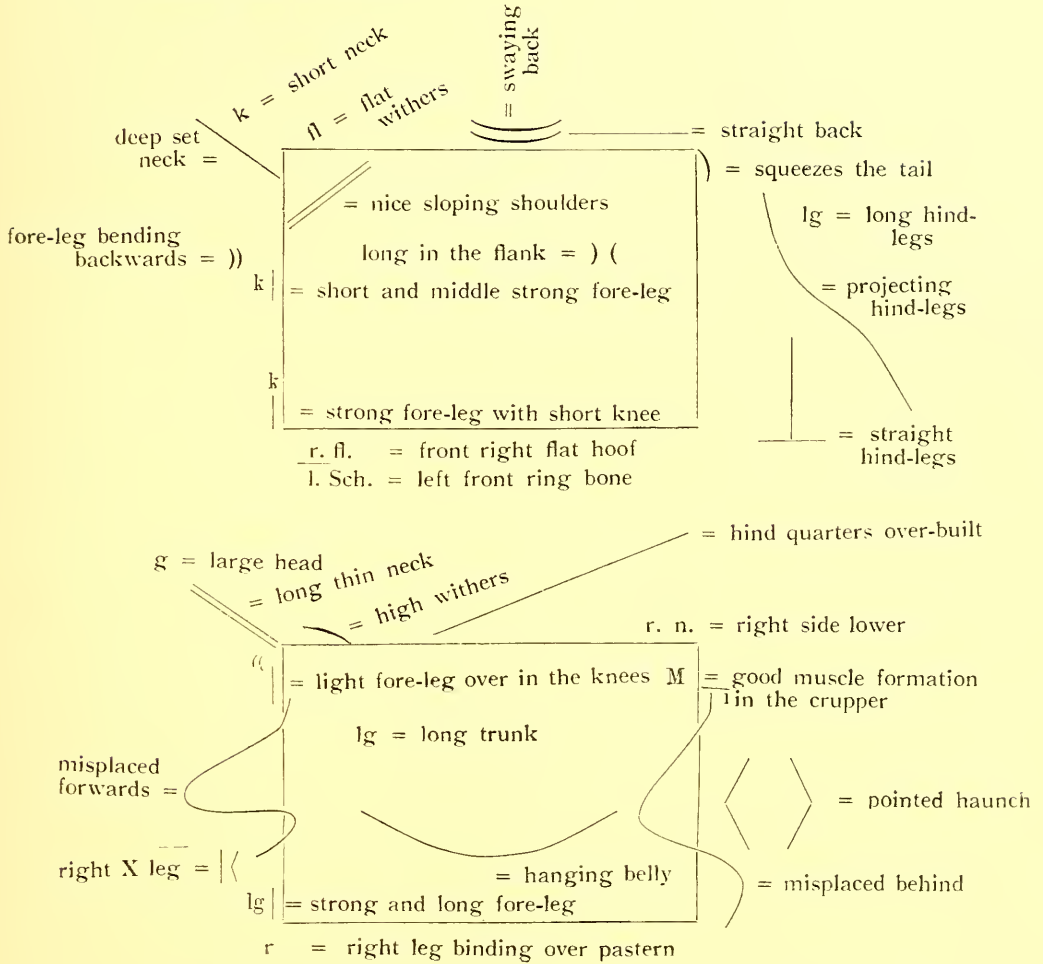 = swaying
back
k = short neck
fl = flat
withers
deep set
neck =
= straight back
) = squeezes the tail
= nice sloping shoulders
lg = long hind-
legs
fore-leg bending
backwards = ))
long in the flank = ) (
k | = short and middle strong fore-leg
= projecting
hind-legs
k
| = strong fore-leg with short knee
= straight
hind-legs
r. fl. = front right flat hoof
l. Sch. = left front ring bone
= hind quarters over-built
g = large head
= long thin neck
= high withers
r. n. = right side lower
(( || = light fore-leg over in the knees
M = good muscle formation
in the crupper
lg = long trunk
misplaced
forwards =
= pointed haunch
right X leg = |⟨
= hanging belly
= misplaced behind
lg | = strong and long fore-leg
r = right leg binding over pastern